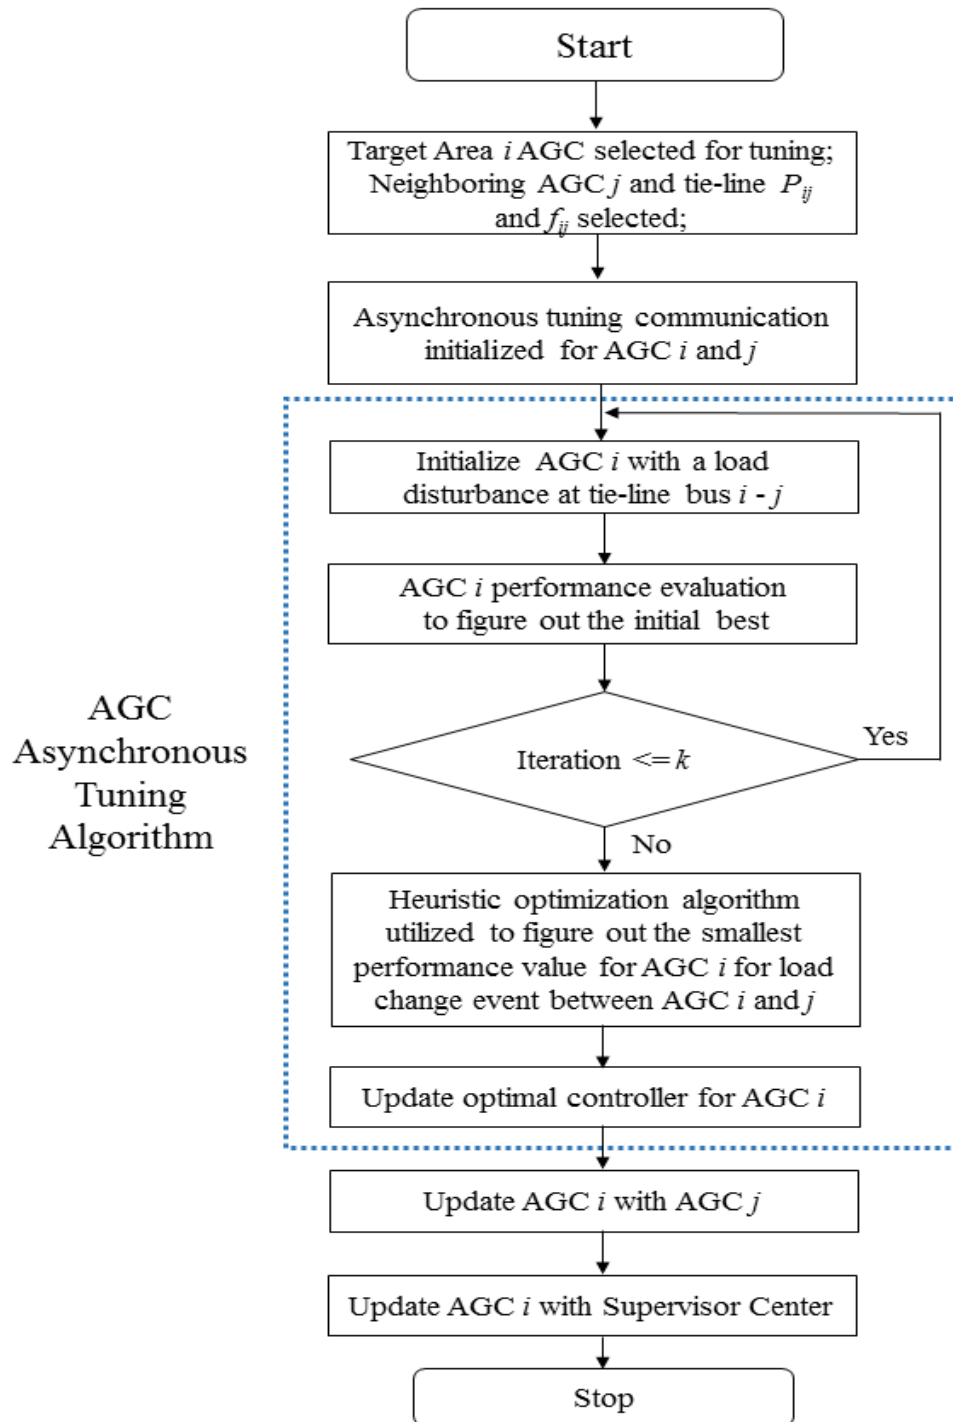 Start
Target Area i AGC selected for tuning;
Neighboring AGC j and tie-line P_ij
and f_ij selected;
Asynchronous tuning communication
initialized for AGC i and j
Initialize AGC i with a load
disturbance at tie-line bus i - j
AGC i performance evaluation
to figure out the initial best
Iteration <= k
Yes
No
AGC
Asynchronous
Tuning
Algorithm
Heuristic optimization algorithm
utilized to figure out the smallest
performance value for AGC i for load
change event between AGC i and j
Update optimal controller for AGC i
Update AGC i with AGC j
Update AGC i with Supervisor Center
Stop